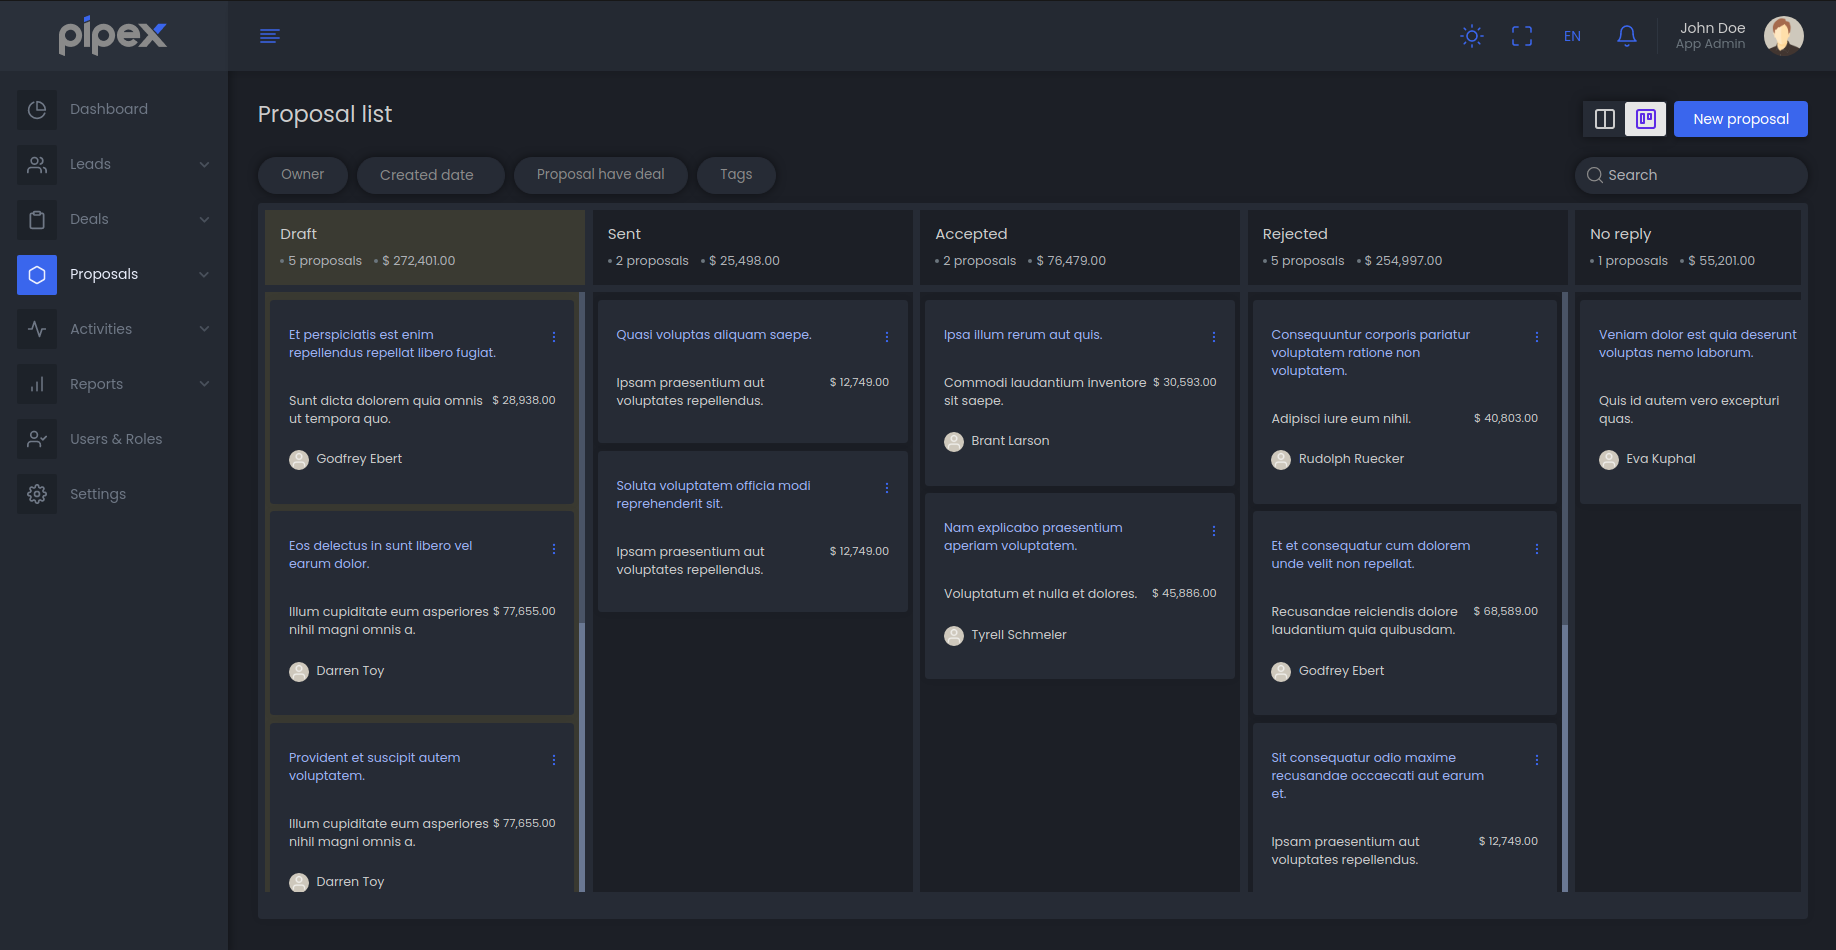 pipex
EN
John Doe
App Admin
Dashboard
Leads
Deals
Proposals
Activities
Reports
Users & Roles
Settings
Proposal list
New proposal
Owner
Created date
Proposal have deal
Tags
Search
Draft
• 5 proposals • $ 272,401.00
Et perspiciatis est enim
repellendus repellat libero fugiat.
Sunt dicta dolorem quia omnis $ 28,938.00
ut tempora quo.
Godfrey Ebert
Eos delectus in sunt libero vel
earum dolor.
Illum cupiditate eum asperiores $ 77,655.00
nihil magni omnis a.
Darren Toy
Provident et suscipit autem
voluptatem.
Illum cupiditate eum asperiores $ 77,655.00
nihil magni omnis a.
Darren Toy
Sent
• 2 proposals • $ 25,498.00
Quasi voluptas aliquam saepe.
Ipsam praesentium aut $ 12,749.00
voluptates repellendus.
Soluta voluptatem officia modi
reprehenderit sit.
Ipsam praesentium aut $ 12,749.00
voluptates repellendus.
Accepted
• 2 proposals • $ 76,479.00
Ipsa illum rerum aut quis.
Commodi laudantium inventore $ 30,593.00
sit saepe.
Brant Larson
Nam explicabo praesentium
aperiam voluptatem.
Voluptatum et nulla et dolores. $ 45,886.00
Tyrell Schmeler
Rejected
• 5 proposals • $ 254,997.00
Consequuntur corporis pariatur
voluptatem ratione non
voluptatem.
Adipisci iure eum nihil. $ 40,803.00
Rudolph Ruecker
Et et consequatur cum dolorem
unde velit non repellat.
Recusandae reiciendis dolore $ 68,589.00
laudantium quia quibusdam.
Godfrey Ebert
Sit consequatur odio maxime
recusandae occaecati aut earum
et.
Ipsam praesentium aut $ 12,749.00
voluptates repellendus.
No reply
• 1 proposals • $ 55,201.00
Veniam dolor est quia deserunt
voluptas nemo laborum.
Quis id autem vero excepturi
quas.
Eva Kuphal